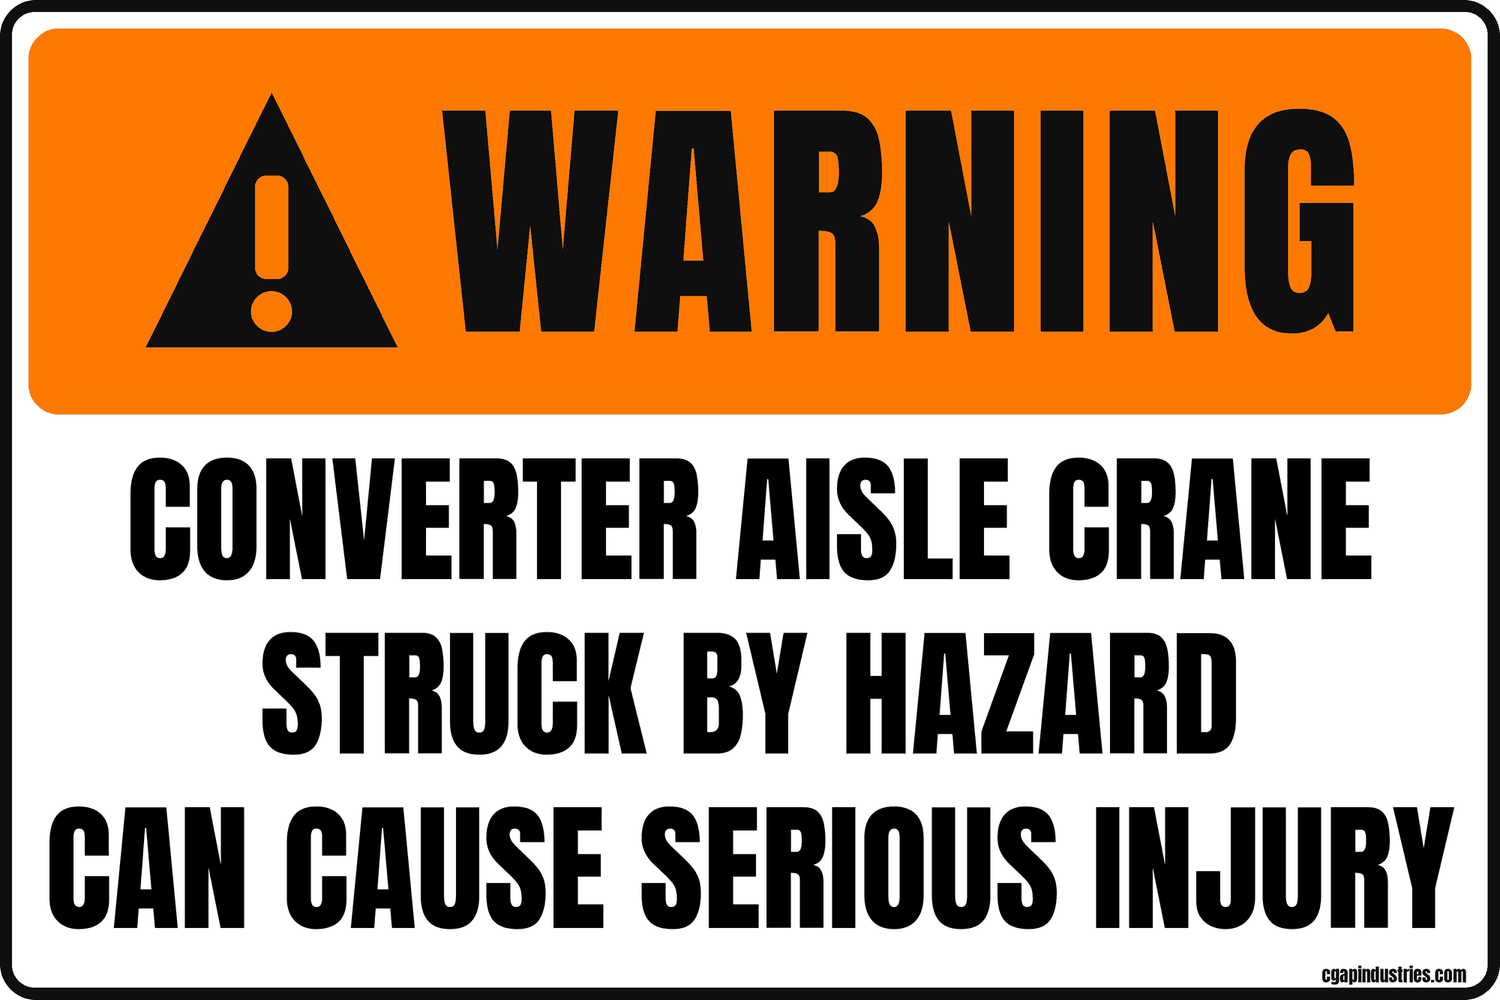 WARNING
CONVERTER AISLE CRANE
STRUCK BY HAZARD
CAN CAUSE SERIOUS INJURY
cgapindustries.com